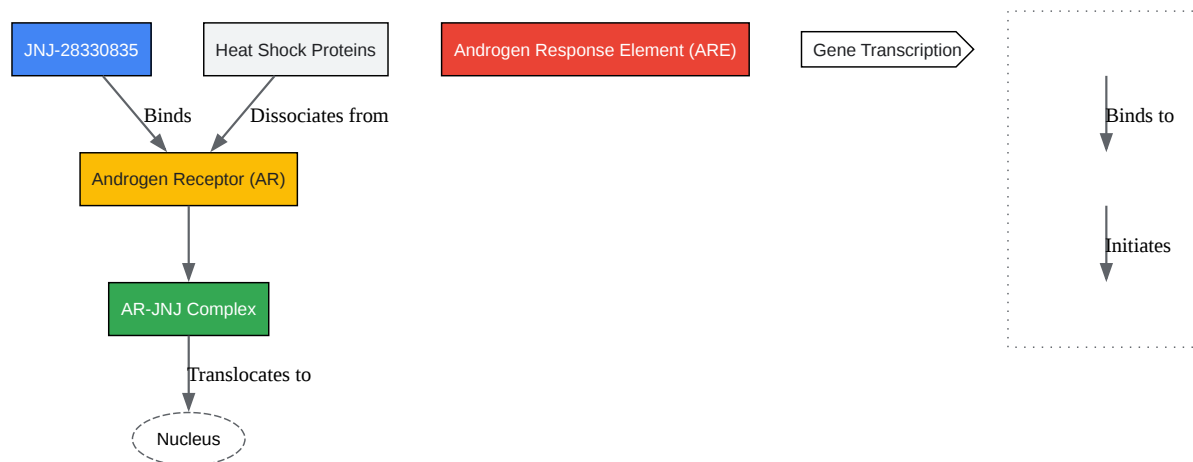 JNJ-28330835
Heat Shock Proteins
Androgen Response Element (ARE)
Gene Transcription
Binds
Dissociates from
Binds to
Androgen Receptor (AR)
Initiates
AR-JNJ Complex
Translocates to
Nucleus